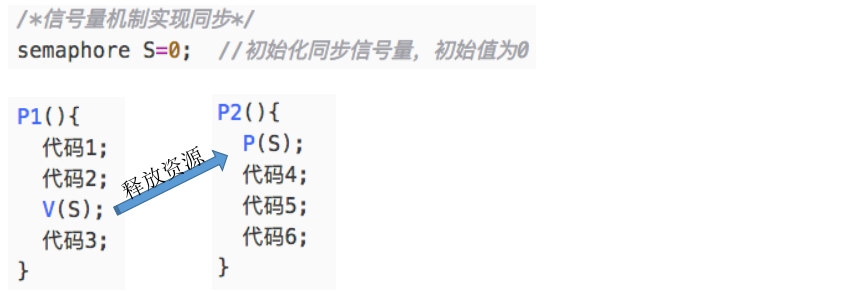 /*信号量机制实现同步*/
semaphore S=0;  //初始化同步信号量，初始值为0
P1(){
代码1;
代码2;
V(S);
代码3;
}
释放资源
P2(){
P(S);
代码4;
代码5;
代码6;
}